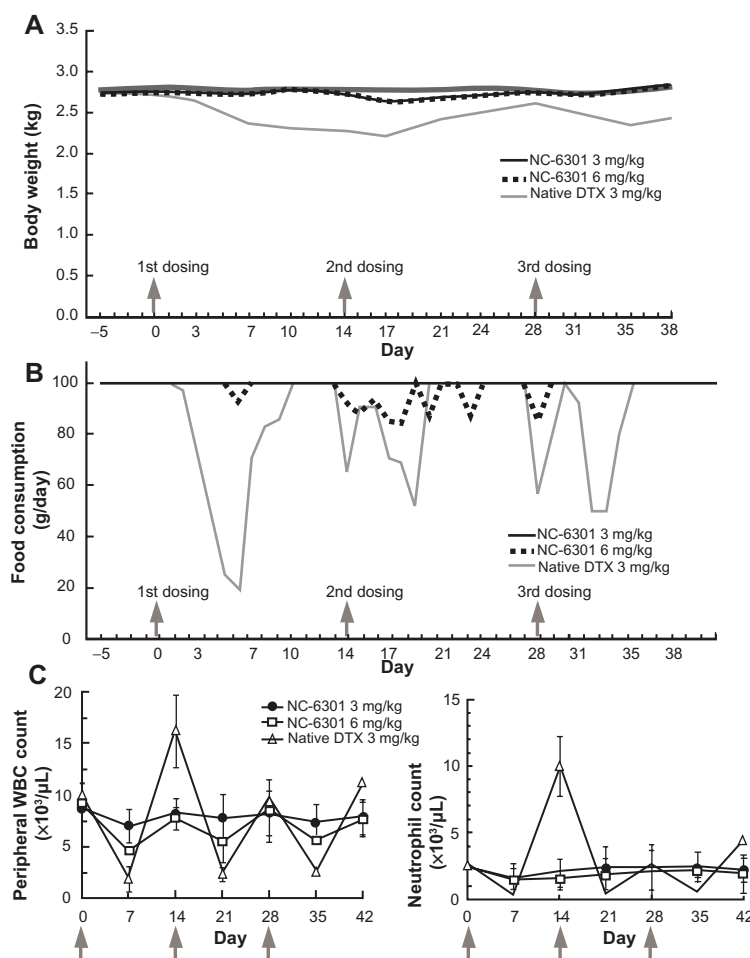 A
3.5
3.0
2.5
2.0
1.5
1.0
0.5
0.0
Body weight (kg)
NC-6301 3 mg/kg
NC-6301 6 mg/kg
Native DTX 3 mg/kg
1st dosing
2nd dosing
3rd dosing
−5 0 3 7 10 14 17 21 24 28 31 35 38
Day
B
100
80
60
40
20
0
Food consumption
(g/day)
NC-6301 3 mg/kg
NC-6301 6 mg/kg
Native DTX 3 mg/kg
1st dosing
2nd dosing
3rd dosing
−5 0 3 7 10 14 17 21 24 28 31 35 38
Day
C
20
15
10
5
0
Peripheral WBC count
(×10³/µL)
NC-6301 3 mg/kg
NC-6301 6 mg/kg
Native DTX 3 mg/kg
0 7 14 21 28 35 42
Day
15
10
5
0
Neutrophil count
(×10³/µL)
0 7 14 21 28 35 42
Day